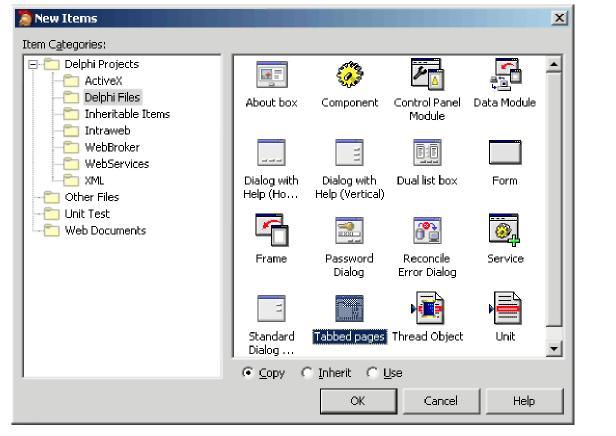 New Items
Item Categories:
Delphi Projects
ActiveX
Delphi Files
Inheritable Items
Intraweb
WebBroker
WebServices
XML
Other Files
Unit Test
Web Documents
About box
Component
Control Panel
Module
Data Module
Dialog with
Help (Ho...
Dialog with
Help (Vertical)
Dual list box
Form
Frame
Password
Dialog
Reconcile
Error Dialog
Service
Standard
Dialog ...
Tabbed pages
Thread Object
Unit
Copy
Inherit
Use
OK
Cancel
Help